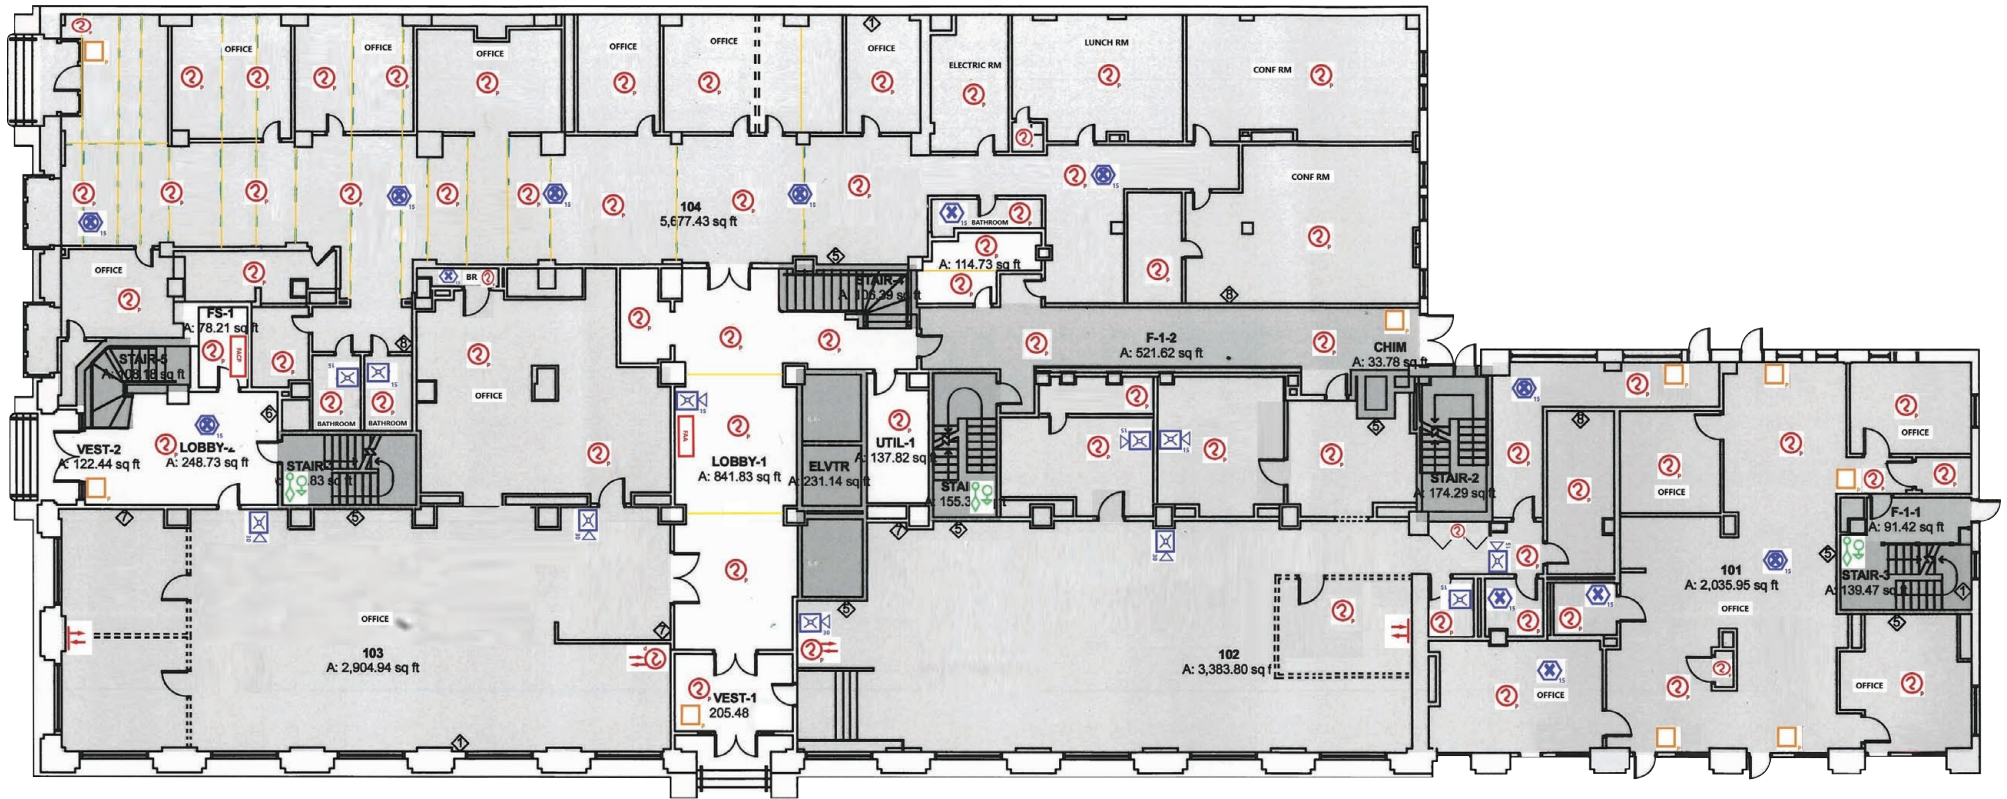 OFFICE
OFFICE
OFFICE
OFFICE
OFFICE
OFFICE
ELECTRIC RM
LUNCH RM
CONF RM
CONF RM
104
5,677.43 sq ft
BATHROOM
A: 114.73 sq ft
OFFICE
BR
FS-1
A: 78.21 sq ft
FACP
STAIR-4
F-1-2
A: 521.62 sq ft
CHIM
A: 33.78 sq ft
STAIR-5
OFFICE
BATHROOM
BATHROOM
VEST-2
A: 122.44 sq ft
LOBBY-2
A: 248.73 sq ft
FAA
LOBBY-1
A: 841.83 sq ft
ELVTR
A: 231.14 sq ft
UTIL-1
A: 137.82 sq ft
STAIR-2
A: 174.29 sq ft
OFFICE
OFFICE
F-1-1
A: 91.42 sq ft
STAIR-3
A: 139.47 sq ft
101
A: 2,035.95 sq ft
OFFICE
OFFICE
103
A: 2,904.94 sq ft
102
A: 3,383.80 sq f
VEST-1
205.48
OFFICE
OFFICE